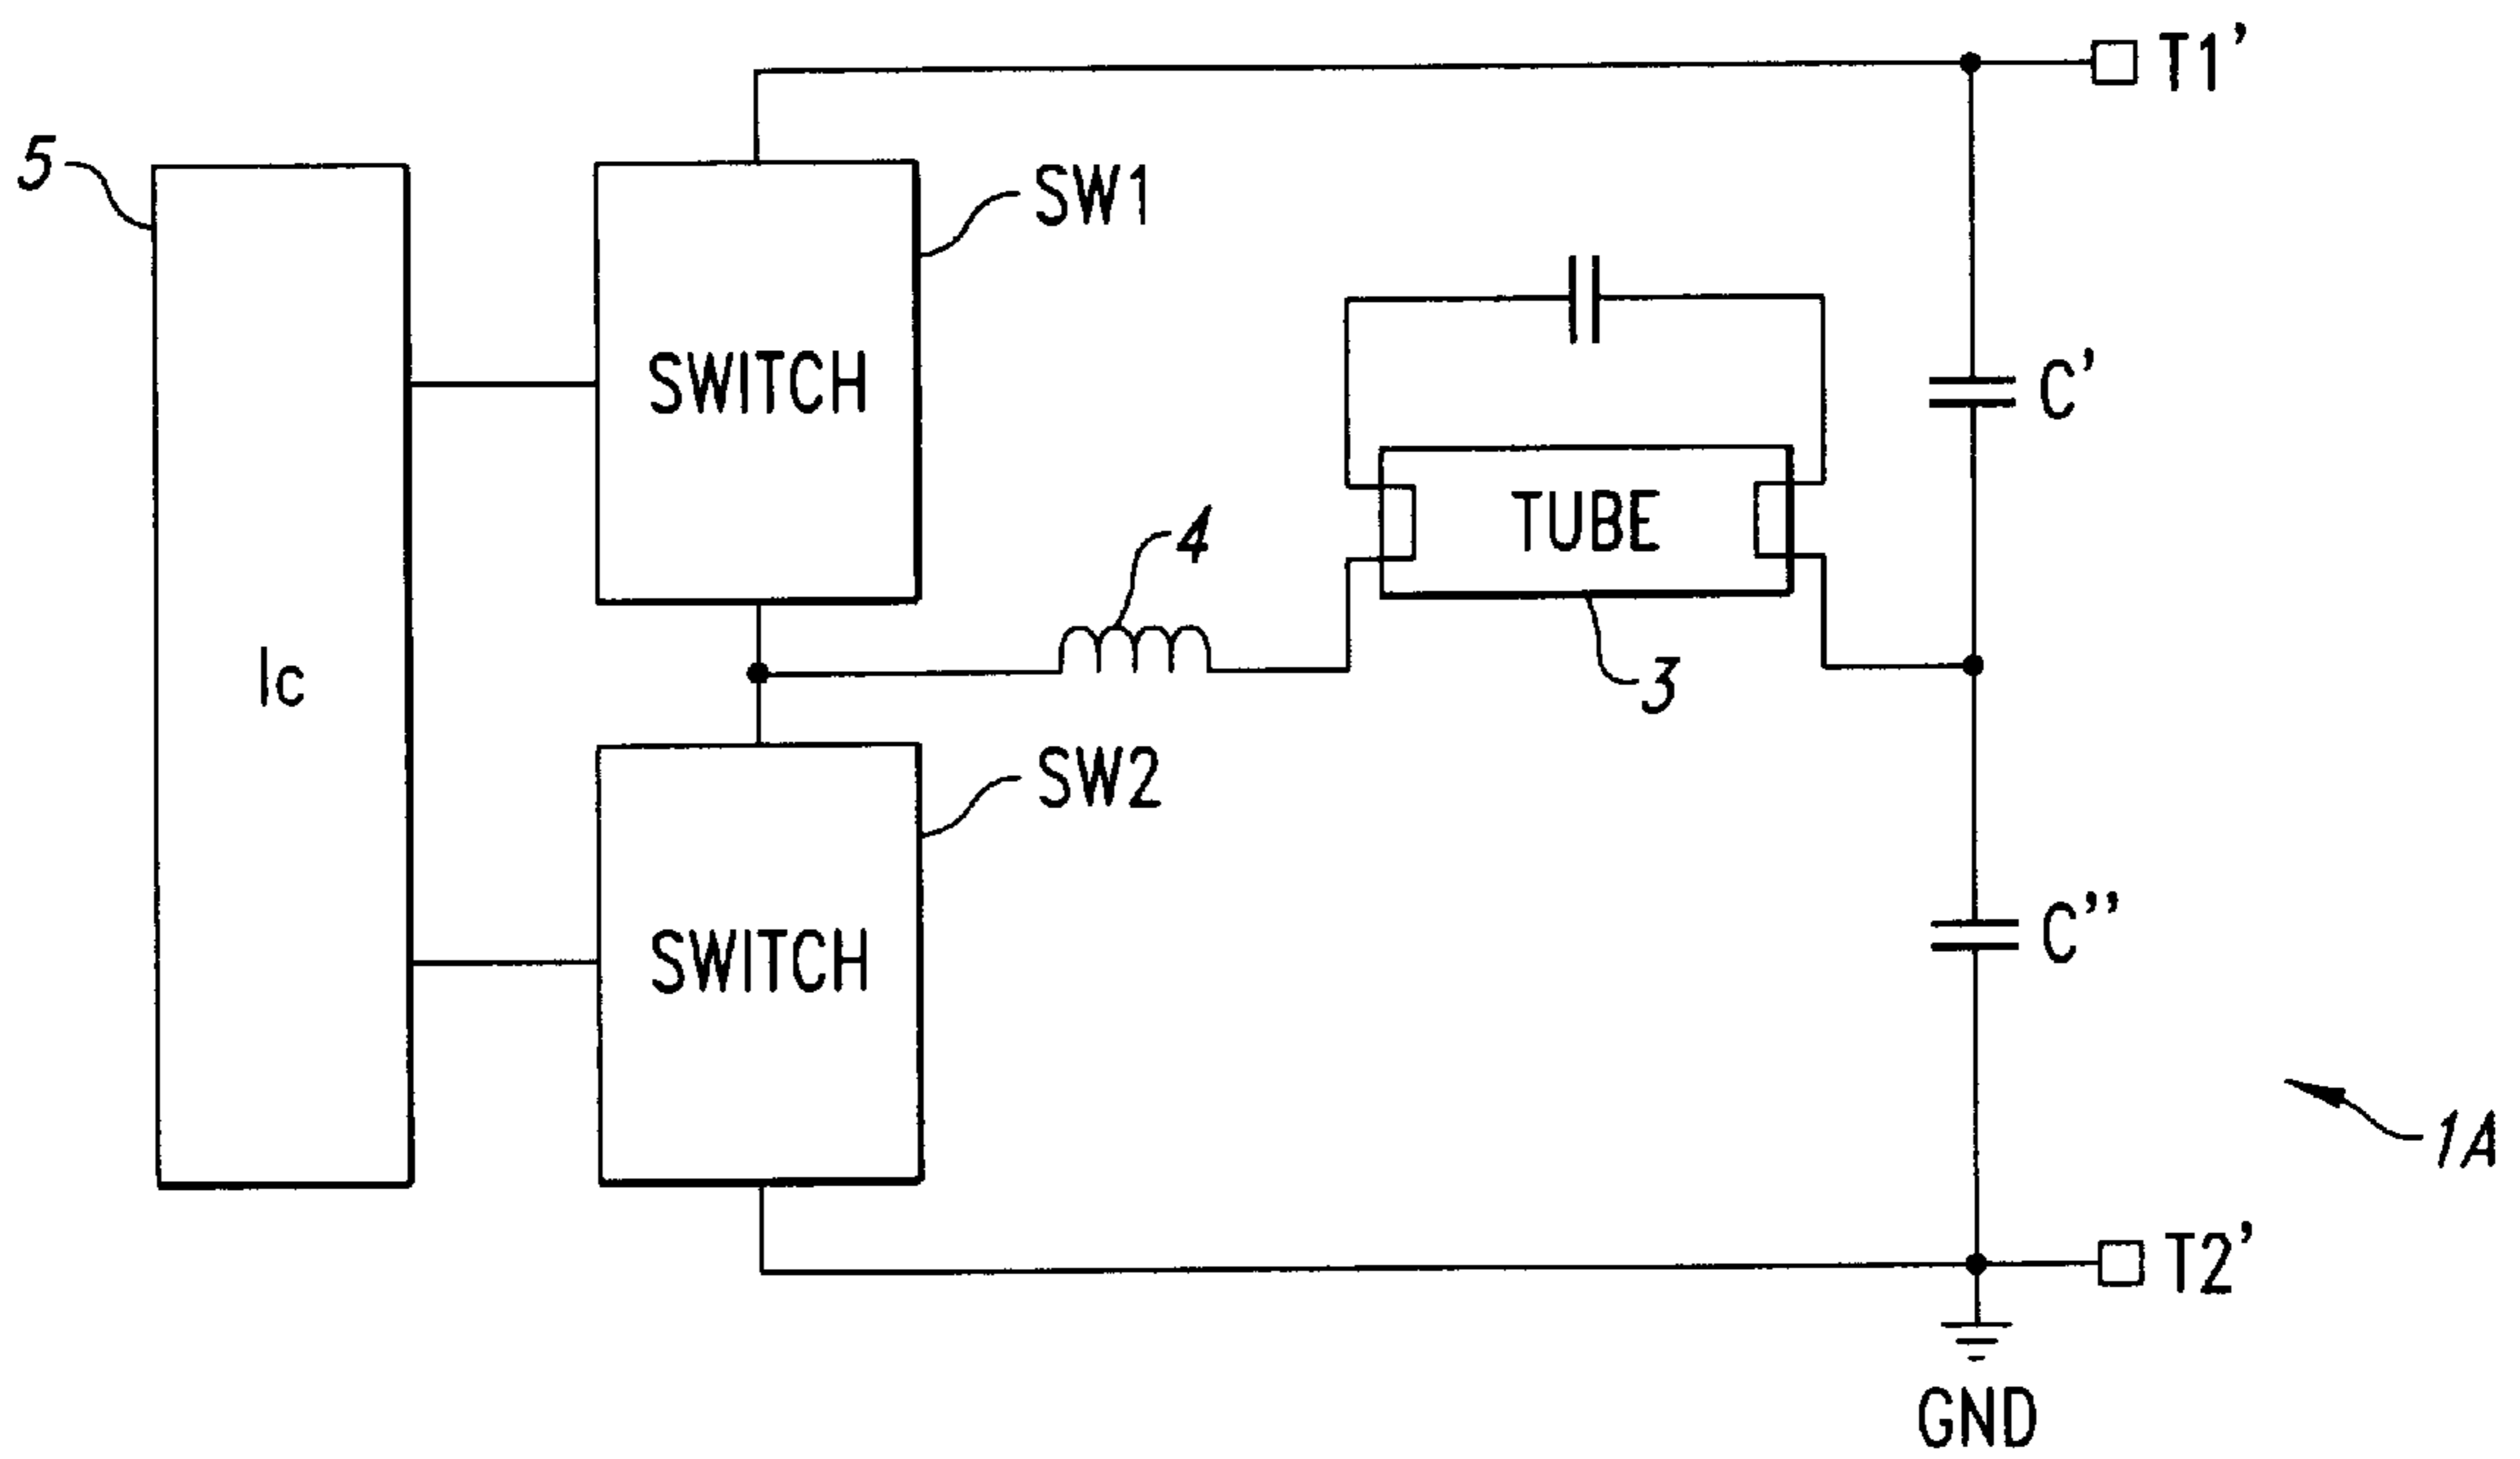 T1'
5
SW1
SWITCH
C'
TUBE
4
Ic
3
SW2
C''
SWITCH
1A
T2'
GND